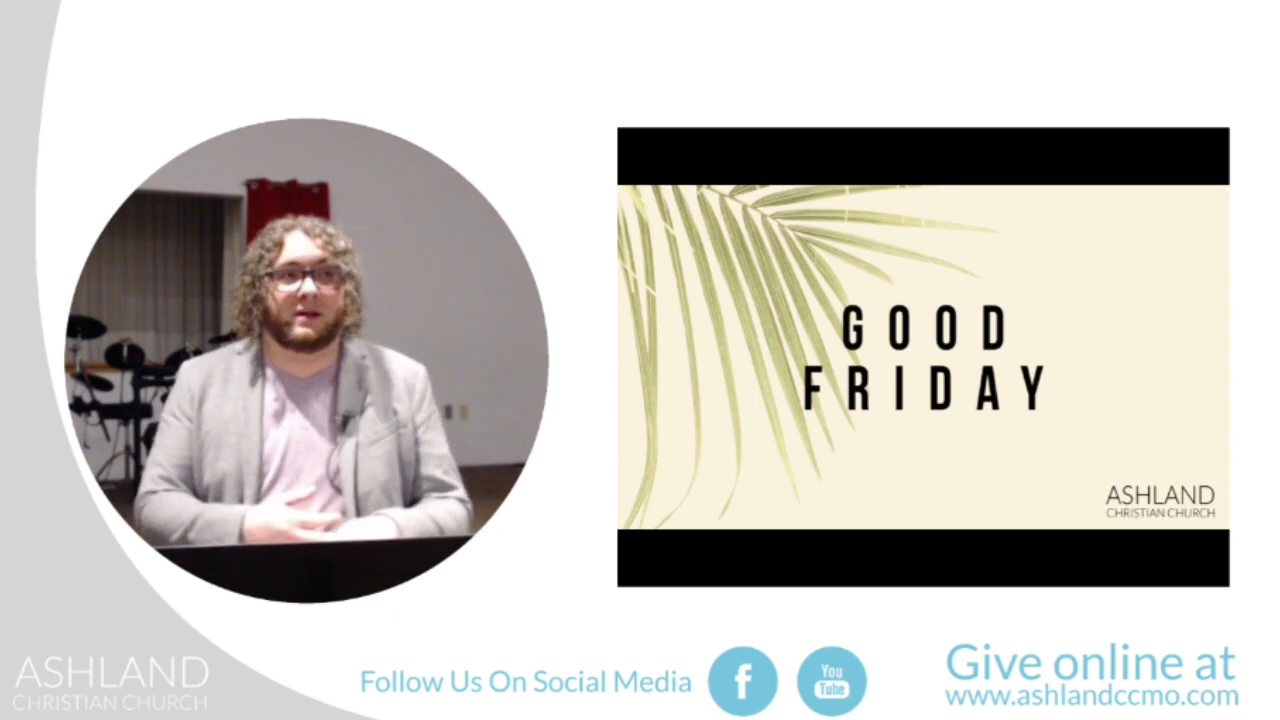 GOOD
FRIDAY
ASHLAND
CHRISTIAN CHURCH
ASHLAND
CHRISTIAN CHURCH
Follow Us On Social Media
f
You
Tube
Give online at
www.ashlandccmo.com